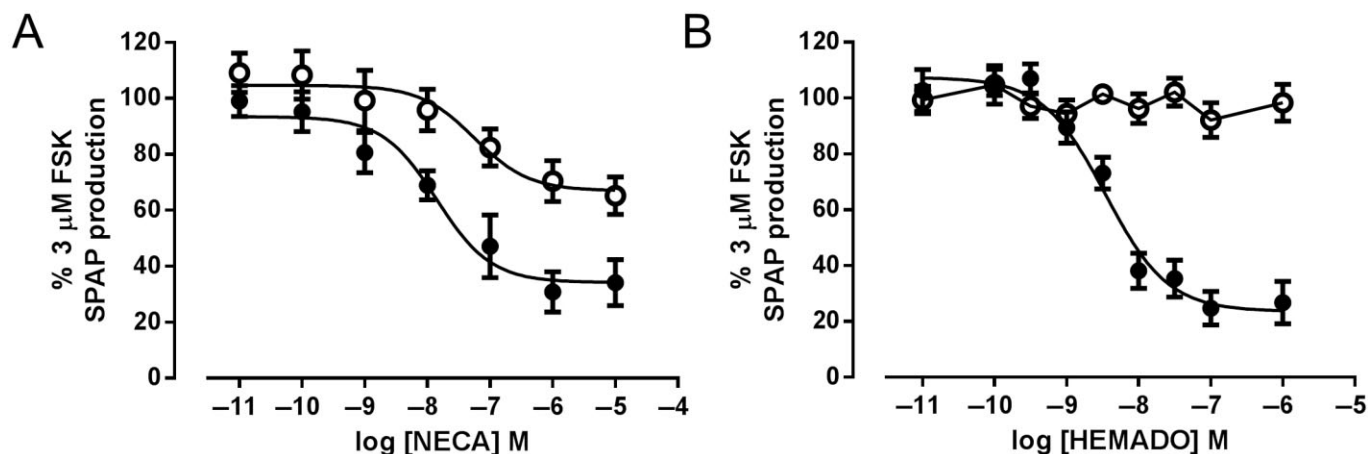 A
% 3 μM FSK
SPAP production
120
100
80
60
40
20
0
–11 –10 –9 –8 –7 –6 –5 –4
log [NECA] M
B
% 3 μM FSK
SPAP production
120
100
80
60
40
20
0
–11 –10 –9 –8 –7 –6 –5
log [HEMADO] M